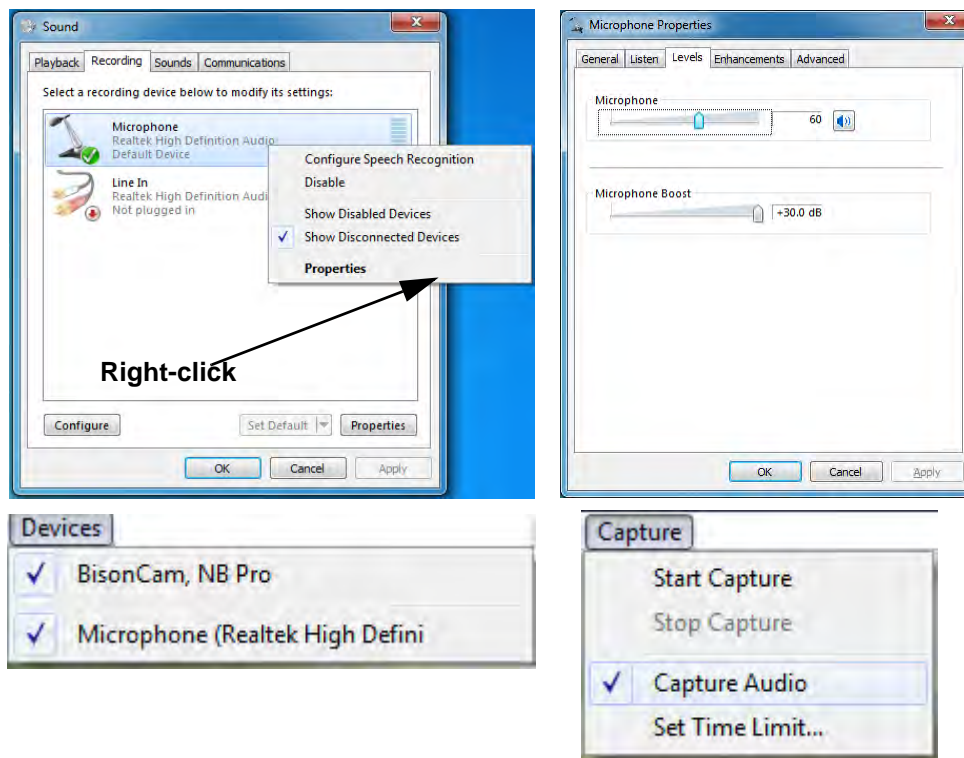 Sound
Playback Recording Sounds Communications
Select a recording device below to modify its settings:
Microphone
Realtek High Definition Audio
Default Device
Line In
Realtek High Definition Audi
Not plugged in
Configure Speech Recognition
Disable
Show Disabled Devices
Show Disconnected Devices
Properties
Right-click
Configure Set Default Properties
OK Cancel Apply
Microphone Properties
General Listen Levels Enhancements Advanced
Microphone
60
Microphone Boost
+30.0 dB
OK Cancel Apply
Devices
BisonCam, NB Pro
Microphone (Realtek High Defini
Capture
Start Capture
Stop Capture
Capture Audio
Set Time Limit...